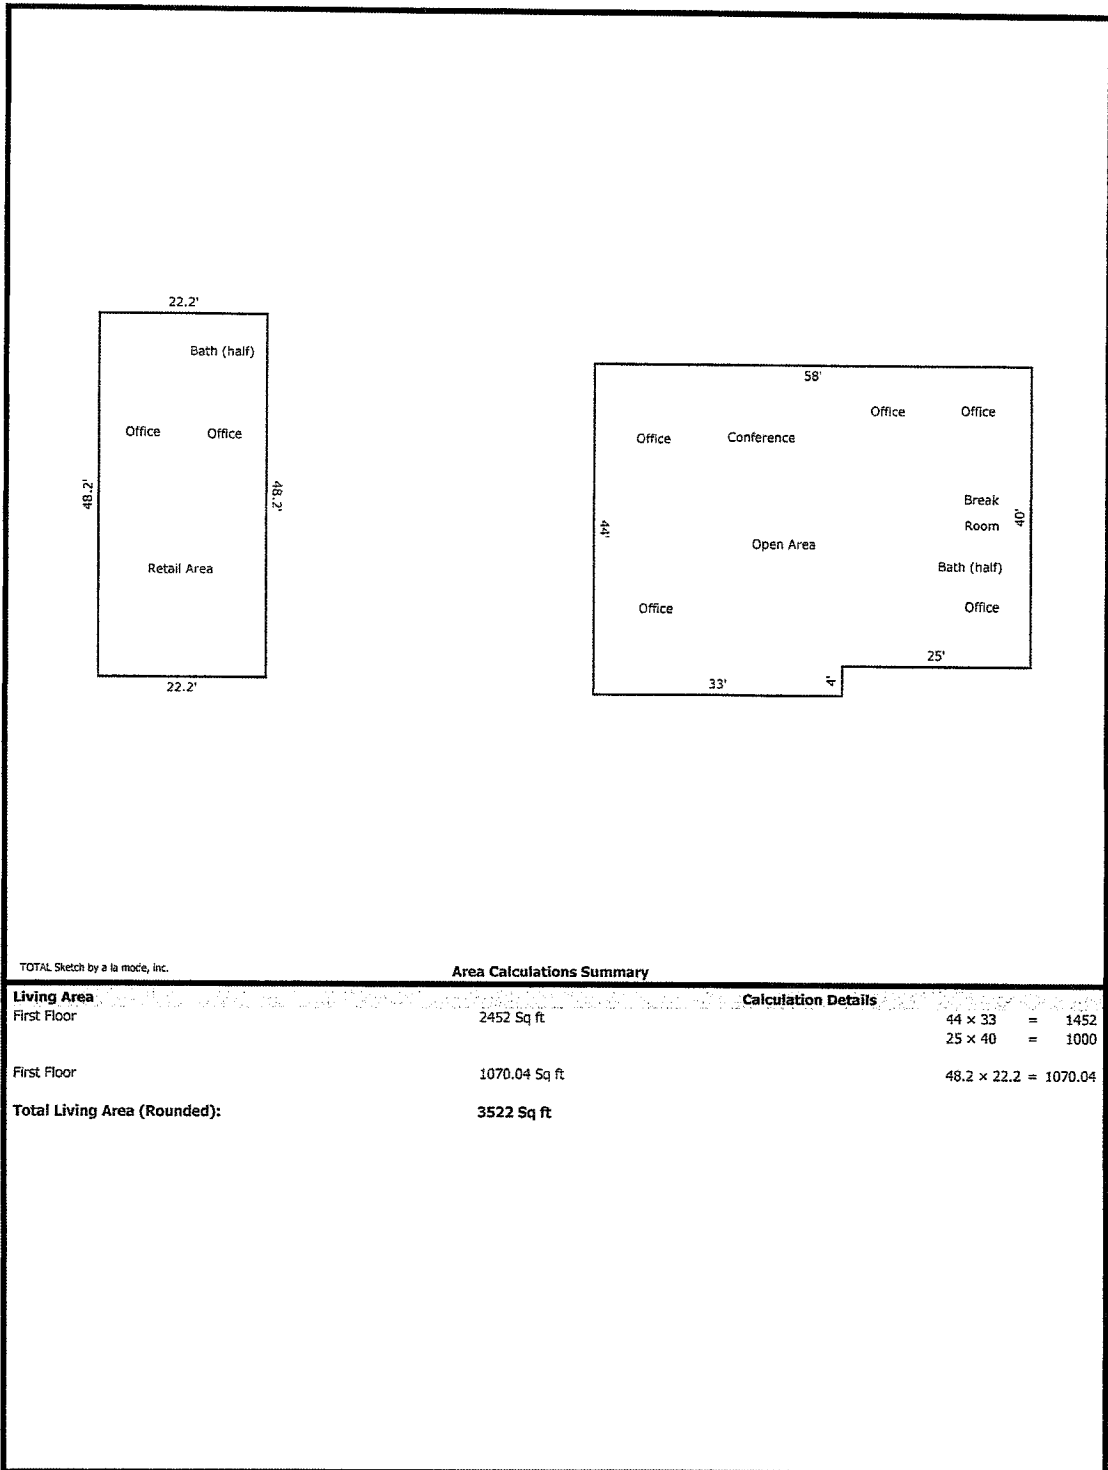 22.2'
Bath (half)
Office Office
48.2' 48.2'
Retail Area
22.2'
58'
Office Office
Office Conference
Break
Room
40'
44'
Open Area
Bath (half)
Office Office
25'
33' 4'
TOTAL Sketch by a la mode, inc.
Area Calculations Summary
Living Area Calculation Details
First Floor 2452 Sq ft 44 × 33 = 1452
25 × 40 = 1000
First Floor 1070.04 Sq ft 48.2 × 22.2 = 1070.04
Total Living Area (Rounded): 3522 Sq ft